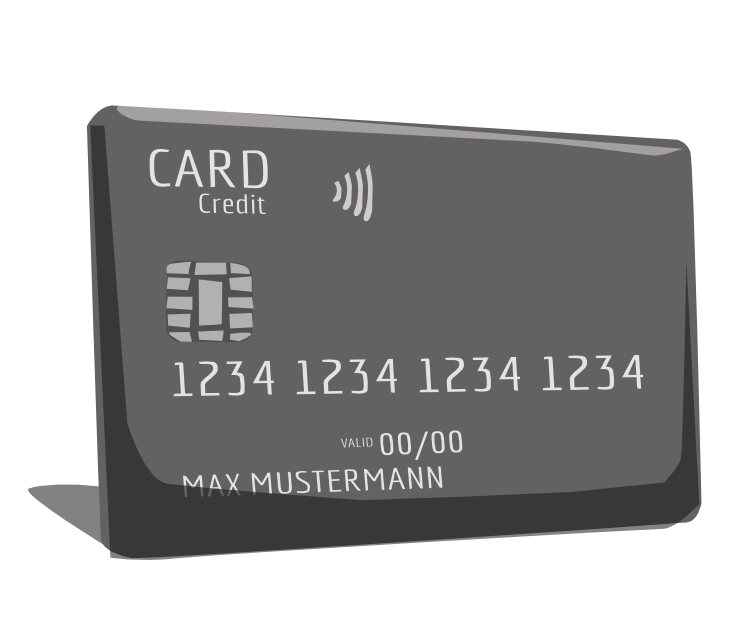 CARD
Credit
1234 1234 1234 1234
VALID 00/00
MAX MUSTERMANN